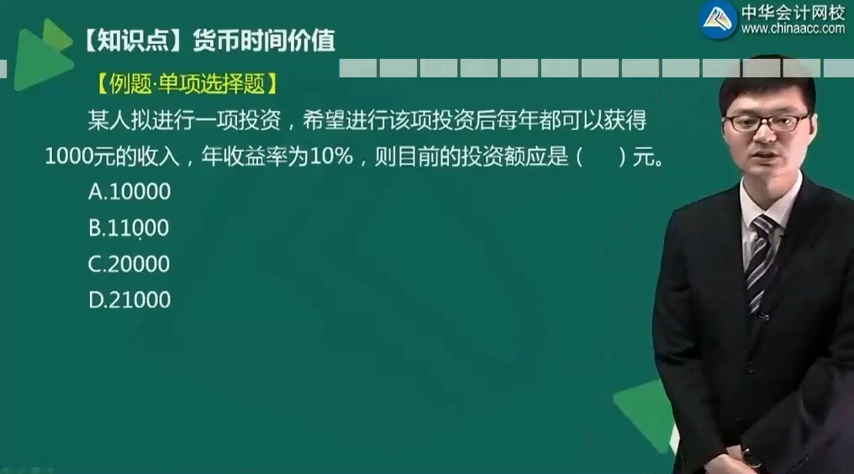 中华会计网校
www.chinaacc.com
【知识点】货币时间价值
【例题·单项选择题】
某人拟进行一项投资，希望进行该项投资后每年都可以获得
1000元的收入，年收益率为10%，则目前的投资额应是（ ）元。
A.10000
B.11000
C.20000
D.21000